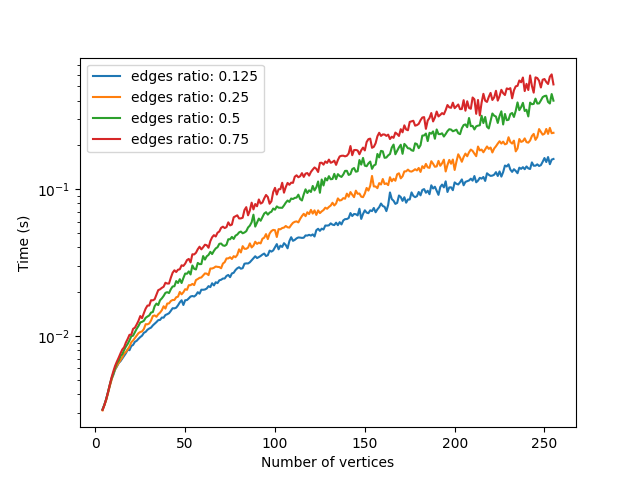 edges ratio: 0.125
edges ratio: 0.25
edges ratio: 0.5
edges ratio: 0.75
10⁻¹
Time (s)
10⁻²
0 50 100 150 200 250
Number of vertices